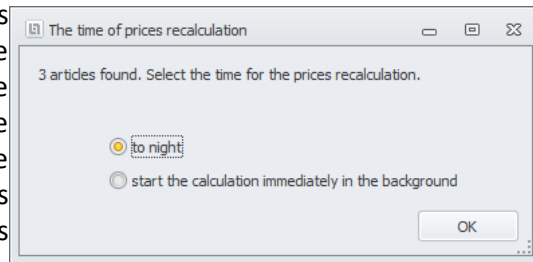 The time of prices recalculation
3 articles found. Select the time for the prices recalculation.
to night
start the calculation immediately in the background
OK